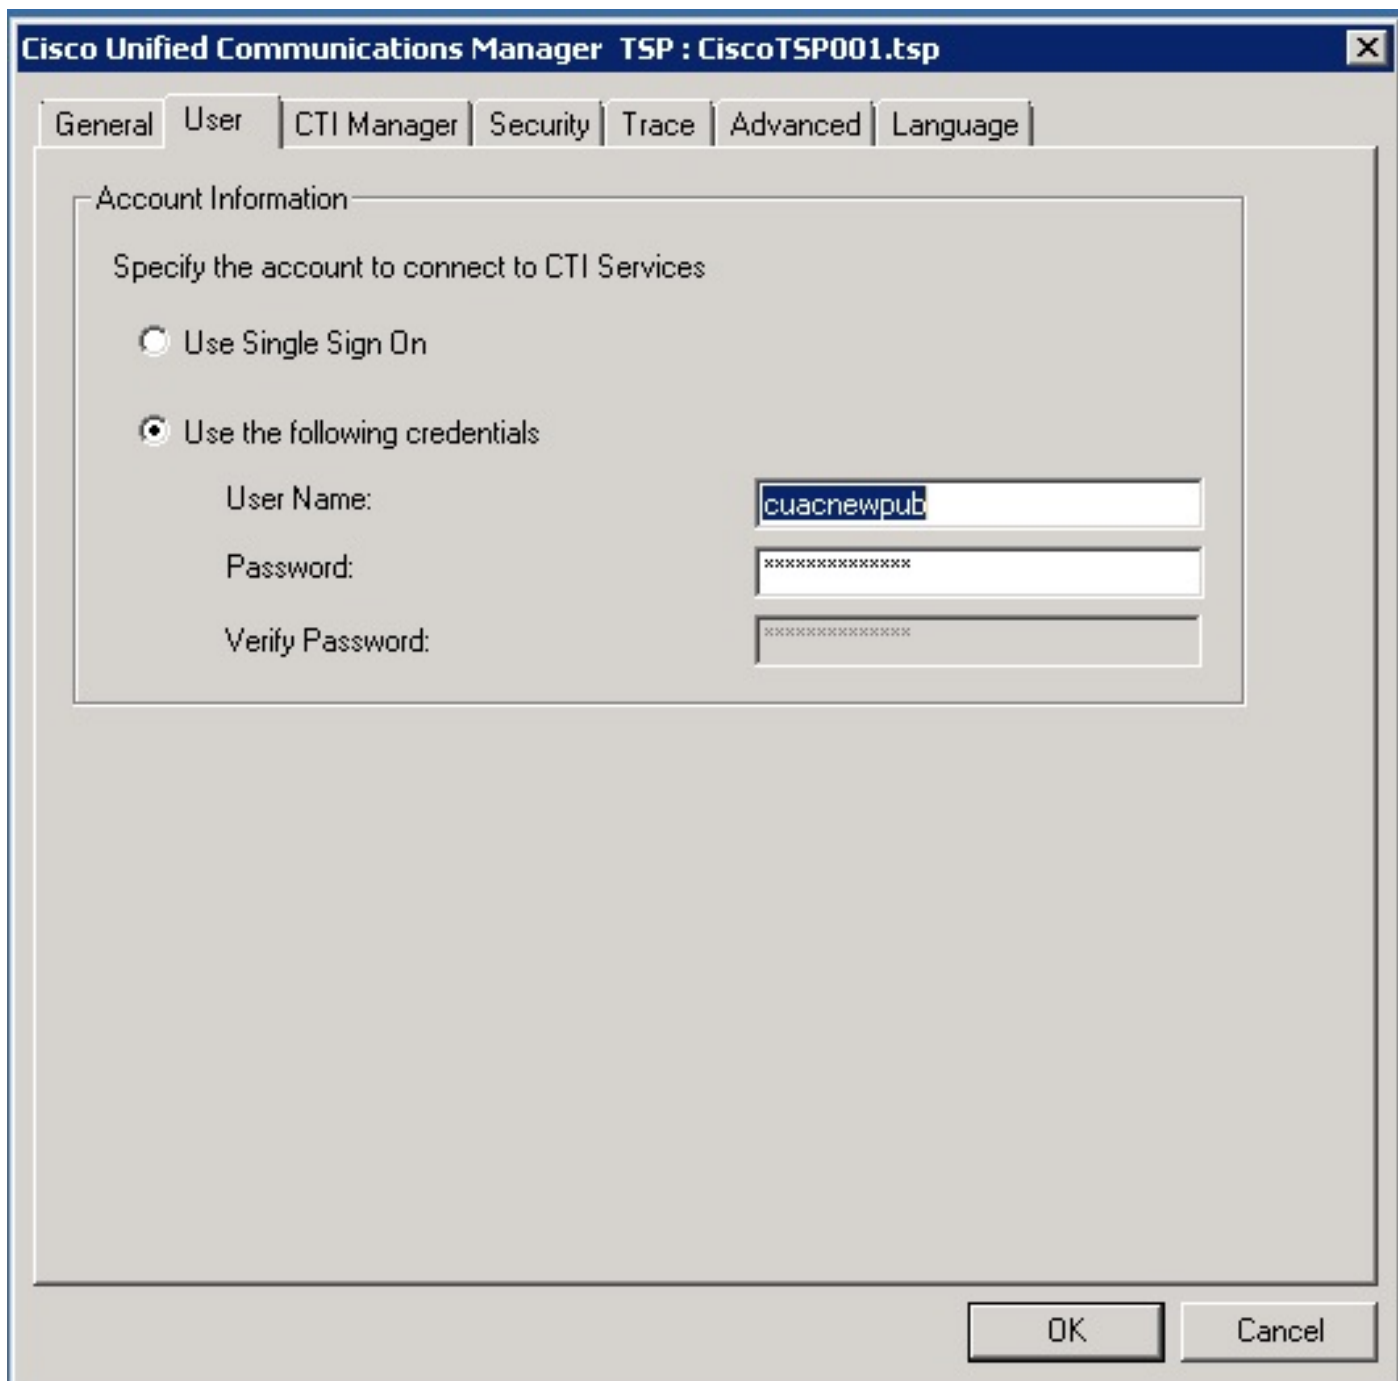 Cisco Unified Communications Manager TSP : CiscoTSP001.tsp
General User CTI Manager Security Trace Advanced Language
Account Information
Specify the account to connect to CTI Services
Use Single Sign On
Use the following credentials
User Name: cuacnewpub
Password: **************
Verify Password: **************
OK Cancel